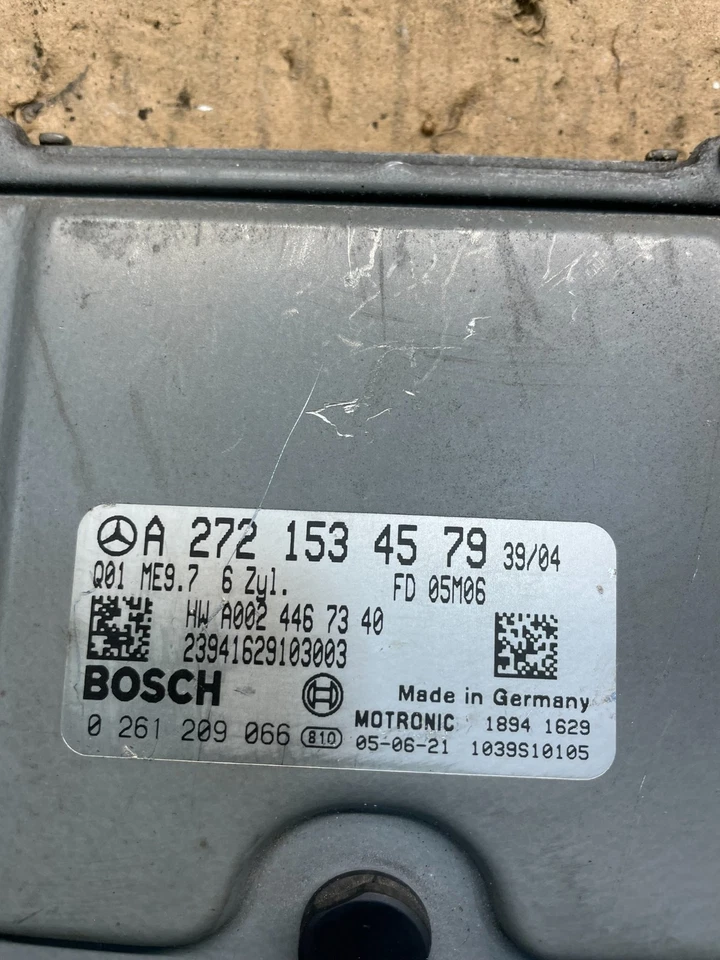 A 272 153 45 79 39/04
Q01 ME9.7 6 Zyl. FD 05M06
HW A002 446 73 40
23941629103003
BOSCH Made in Germany
0 261 209 066 810 MOTRONIC 1894 1629
05-06-21 1039S10105